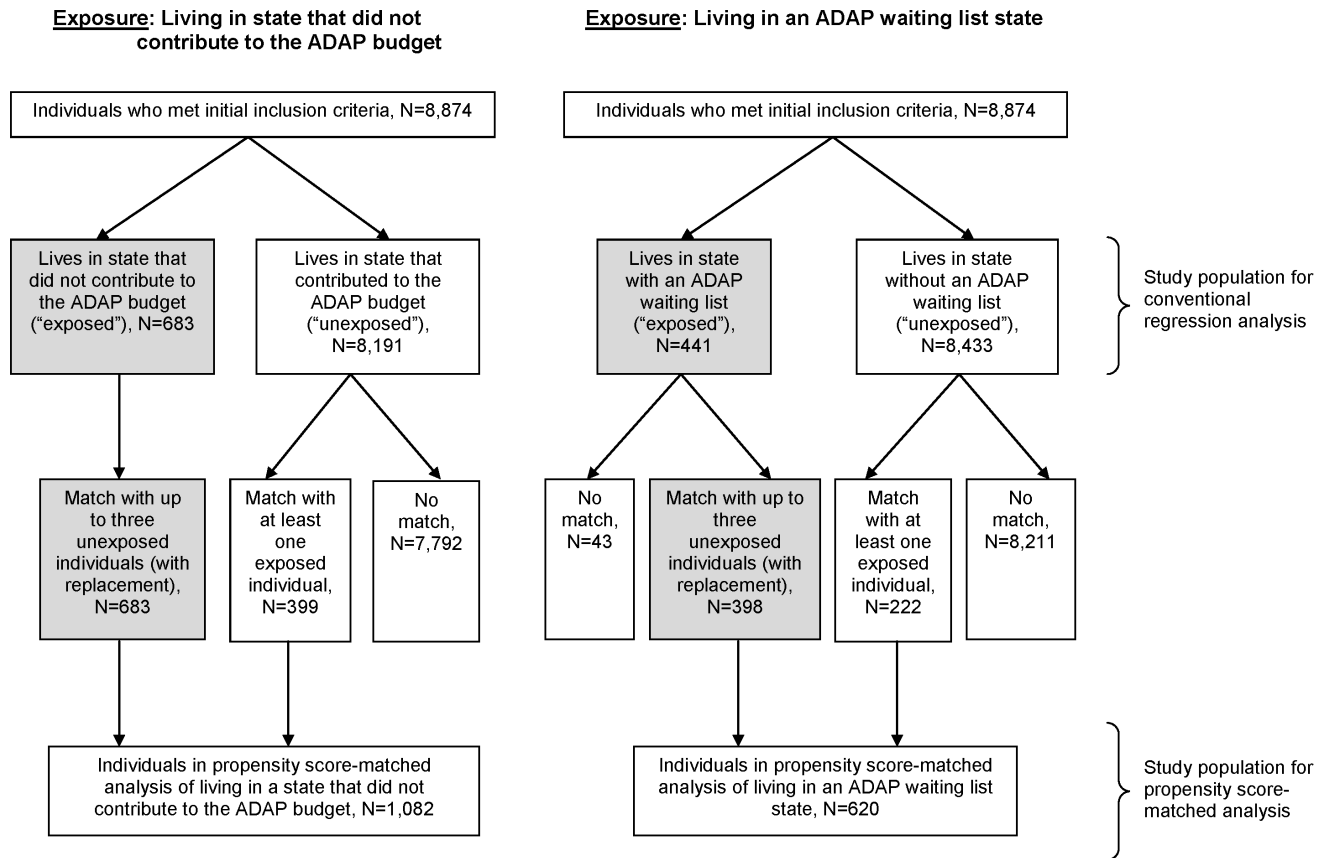 Exposure: Living in state that did not
contribute to the ADAP budget
Individuals who met initial inclusion criteria, N=8,874
Lives in state that
did not contribute to
the ADAP budget
(“exposed”), N=683
Lives in state that
contributed to the
ADAP budget
(“unexposed”),
N=8,191
Match with up
to three
unexposed
individuals (with
replacement),
N=683
Match with
at least
one
exposed
individual,
N=399
No
match,
N=7,792
Individuals in propensity score-matched
analysis of living in a state that did not
contribute to the ADAP budget, N=1,082
Exposure: Living in an ADAP waiting list state
Individuals who met initial inclusion criteria, N=8,874
Lives in state
with an ADAP
waiting list
(“exposed”),
N=441
Lives in state
without an ADAP
waiting list
(“unexposed”),
N=8,433
No
match,
N=43
Match with up to
three
unexposed
individuals (with
replacement),
N=398
Match
with at
least one
exposed
individual,
N=222
No
match,
N=8,211
Individuals in propensity score-matched
analysis of living in an ADAP waiting list
state, N=620
Study population for
conventional
regression analysis
Study population for
propensity score-
matched analysis